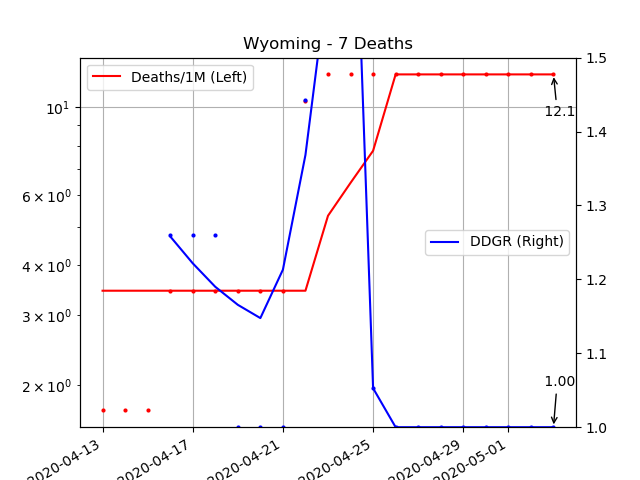 Wyoming - 7 Deaths
Deaths/1M (Left)
DDGR (Right)
10¹
6 × 10⁰
4 × 10⁰
3 × 10⁰
2 × 10⁰
1.5
1.4
1.3
1.2
1.1
1.0
12.1
1.00
2020-04-13
2020-04-17
2020-04-21
2020-04-25
2020-04-29
2020-05-01